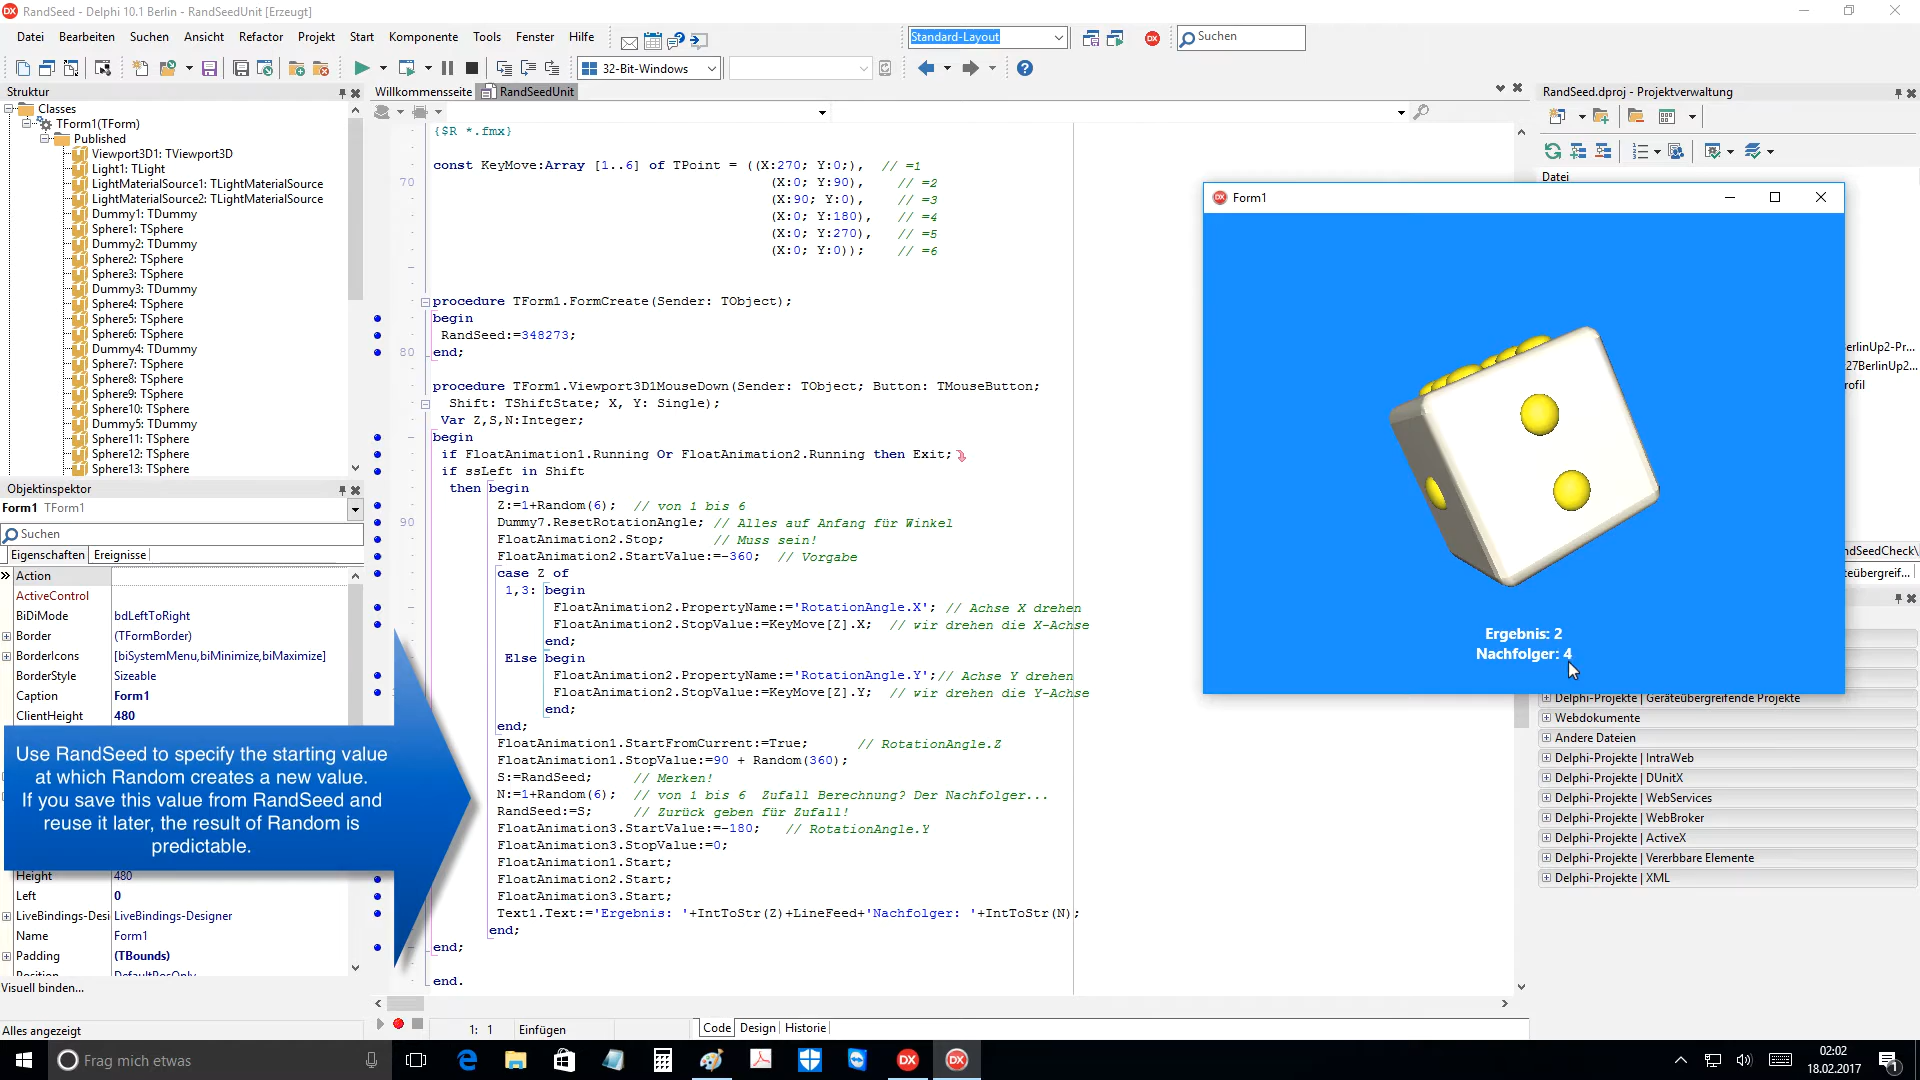 RandSeed - Delphi 10.1 Berlin - RandSeedUnit [Erzeugt]
Datei Bearbeiten Suchen Ansicht Refactor Projekt Start Komponente Tools Fenster Hilfe
Standard-Layout
Suchen
32-Bit-Windows
Struktur
Classes
TForm1(TForm)
Published
Viewport3D1: TViewport3D
Light1: TLight
LightMaterialSource1: TLightMaterialSource
LightMaterialSource2: TLightMaterialSource
Dummy1: TDummy
Sphere1: TSphere
Dummy2: TDummy
Sphere2: TSphere
Sphere3: TSphere
Dummy3: TDummy
Sphere4: TSphere
Sphere5: TSphere
Sphere6: TSphere
Dummy4: TDummy
Sphere7: TSphere
Sphere8: TSphere
Sphere9: TSphere
Sphere10: TSphere
Dummy5: TDummy
Sphere11: TSphere
Sphere12: TSphere
Sphere13: TSphere
Objektinspektor
Form1 TForm1
Suchen
Eigenschaften Ereignisse
Action
ActiveControl
BiDiMode bdLeftToRight
Border (TFormBorder)
BorderIcons [biSystemMenu,biMinimize,biMaximize]
BorderStyle Sizeable
Caption Form1
ClientHeight 480
Use RandSeed to specify the starting value
at which Random creates a new value.
If you save this value from RandSeed and
reuse it later, the result of Random is
predictable.
Height 480
Left 0
LiveBindings-Desi LiveBindings-Designer
Name Form1
Padding (TBounds)
Position DefaultPosOnly
Visuell binden...
Alles angezeigt
Willkommensseite RandSeedUnit
{$R *.fmx}
const KeyMove:Array [1..6] of TPoint = ((X:270; Y:0;), // =1
70 (X:0; Y:90), // =2
(X:90; Y:0), // =3
(X:0; Y:180), // =4
(X:0; Y:270), // =5
(X:0; Y:0)); // =6
procedure TForm1.FormCreate(Sender: TObject);
begin
RandSeed:=348273;
80 end;
procedure TForm1.Viewport3D1MouseDown(Sender: TObject; Button: TMouseButton;
Shift: TShiftState; X, Y: Single);
Var Z,S,N:Integer;
begin
if FloatAnimation1.Running Or FloatAnimation2.Running then Exit;
if ssLeft in Shift
then begin
Z:=1+Random(6); // von 1 bis 6
90 Dummy7.ResetRotationAngle; // Alles auf Anfang für Winkel
FloatAnimation2.Stop; // Muss sein!
FloatAnimation2.StartValue:=-360; // Vorgabe
case Z of
1,3: begin
FloatAnimation2.PropertyName:='RotationAngle.X'; // Achse X drehen
FloatAnimation2.StopValue:=KeyMove[Z].X; // wir drehen die X-Achse
end;
Else begin
FloatAnimation2.PropertyName:='RotationAngle.Y';// Achse Y drehen
FloatAnimation2.StopValue:=KeyMove[Z].Y; // wir drehen die Y-Achse
end;
end;
FloatAnimation1.StartFromCurrent:=True; // RotationAngle.Z
FloatAnimation1.StopValue:=90 + Random(360);
S:=RandSeed; // Merken!
N:=1+Random(6); // von 1 bis 6 Zufall Berechnung? Der Nachfolger...
RandSeed:=S; // Zurück geben für Zufall!
FloatAnimation3.StartValue:=-180; // RotationAngle.Y
FloatAnimation3.StopValue:=0;
FloatAnimation1.Start;
FloatAnimation2.Start;
FloatAnimation3.Start;
Text1.Text:='Ergebnis: '+IntToStr(Z)+LineFeed+'Nachfolger: '+IntToStr(N);
end;
end;
end.
1: 1 Einfügen Code Design Historie
RandSeed.dproj - Projektverwaltung
Datei
Form1
Ergebnis: 2
Nachfolger: 4
BerlinUp2-Pr...
27BerlinUp2...
rofil
ndSeedCheck\
teübergreif...
Delphi-Projekte | Geräteübergreifende Projekte
Webdokumente
Andere Dateien
Delphi-Projekte | IntraWeb
Delphi-Projekte | DUnitX
Delphi-Projekte | WebServices
Delphi-Projekte | WebBroker
Delphi-Projekte | ActiveX
Delphi-Projekte | Vererbbare Elemente
Delphi-Projekte | XML
Frag mich etwas
02:02
18.02.2017
1